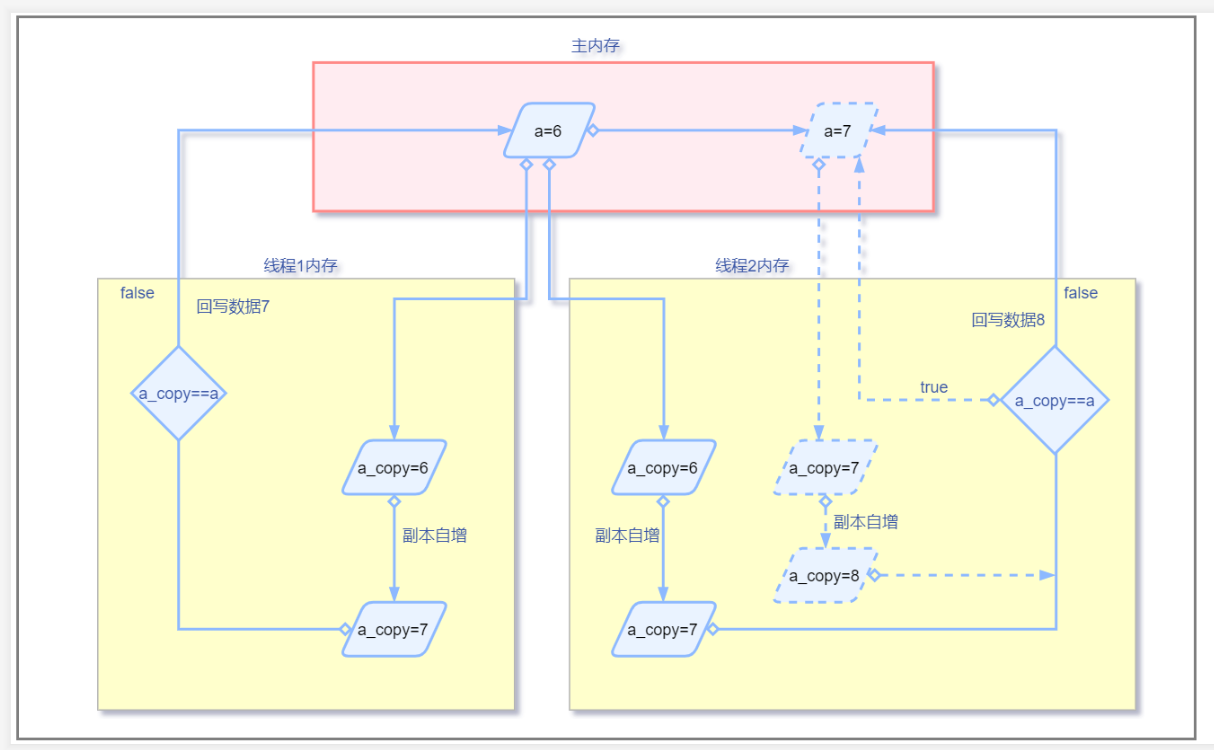 主内存
a=6
a=7
线程1内存
线程2内存
false
回写数据7
false
回写数据8
true
a_copy==a
a_copy==a
a_copy=6
a_copy=6
a_copy=7
副本自增
副本自增
副本自增
a_copy=8
a_copy=7
a_copy=7